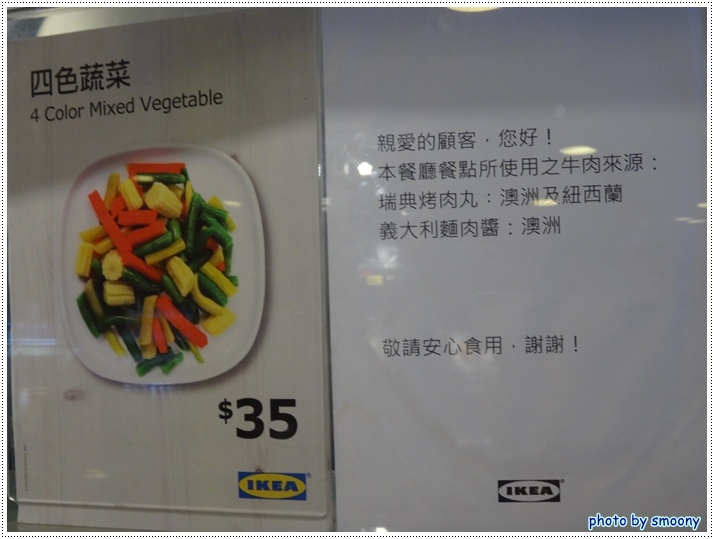 四色蔬菜
4 Color Mixed Vegetable
$35
IKEA
親愛的顧客，您好！
本餐廳餐點所使用之牛肉來源：
瑞典烤肉丸：澳洲及紐西蘭
義大利麵肉醬：澳洲
敬請安心食用，謝謝！
IKEA
photo by smoony